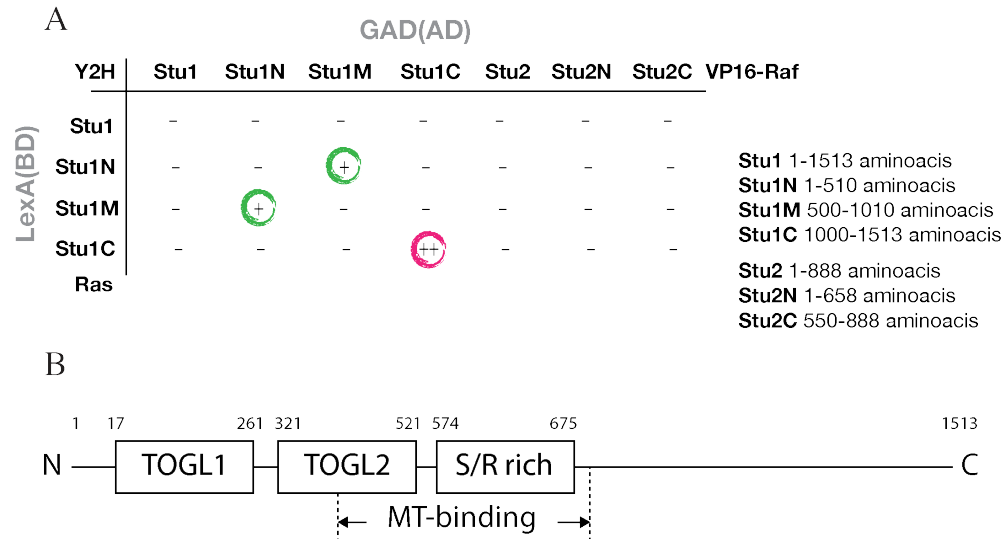 A
GAD(AD)
Y2H Stu1 Stu1N Stu1M Stu1C Stu2 Stu2N Stu2C VP16-Raf
LexA(BD)
Stu1 – – – – – – –
Stu1N – – + – – – –
Stu1M – + – – – – –
Stu1C – – – ++ – – –
Ras
Stu1 1-1513 aminoacis
Stu1N 1-510 aminoacis
Stu1M 500-1010 aminoacis
Stu1C 1000-1513 aminoacis
Stu2 1-888 aminoacis
Stu2N 1-658 aminoacis
Stu2C 550-888 aminoacis
B
1 17 261 321 521 574 675 1513
N TOGL1 TOGL2 S/R rich C
MT-binding